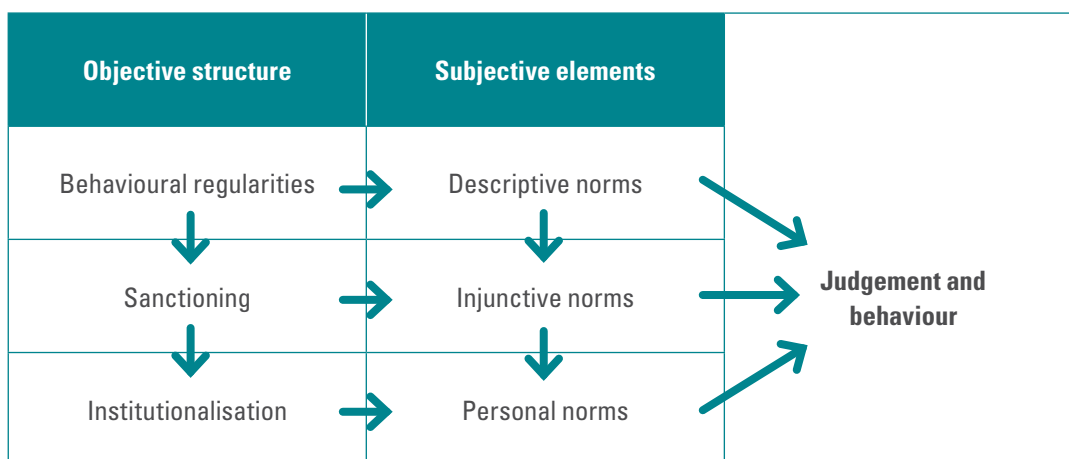 Objective structure
Subjective elements
Behavioural regularities
Descriptive norms
Sanctioning
Injunctive norms
Judgement and
behaviour
Institutionalisation
Personal norms